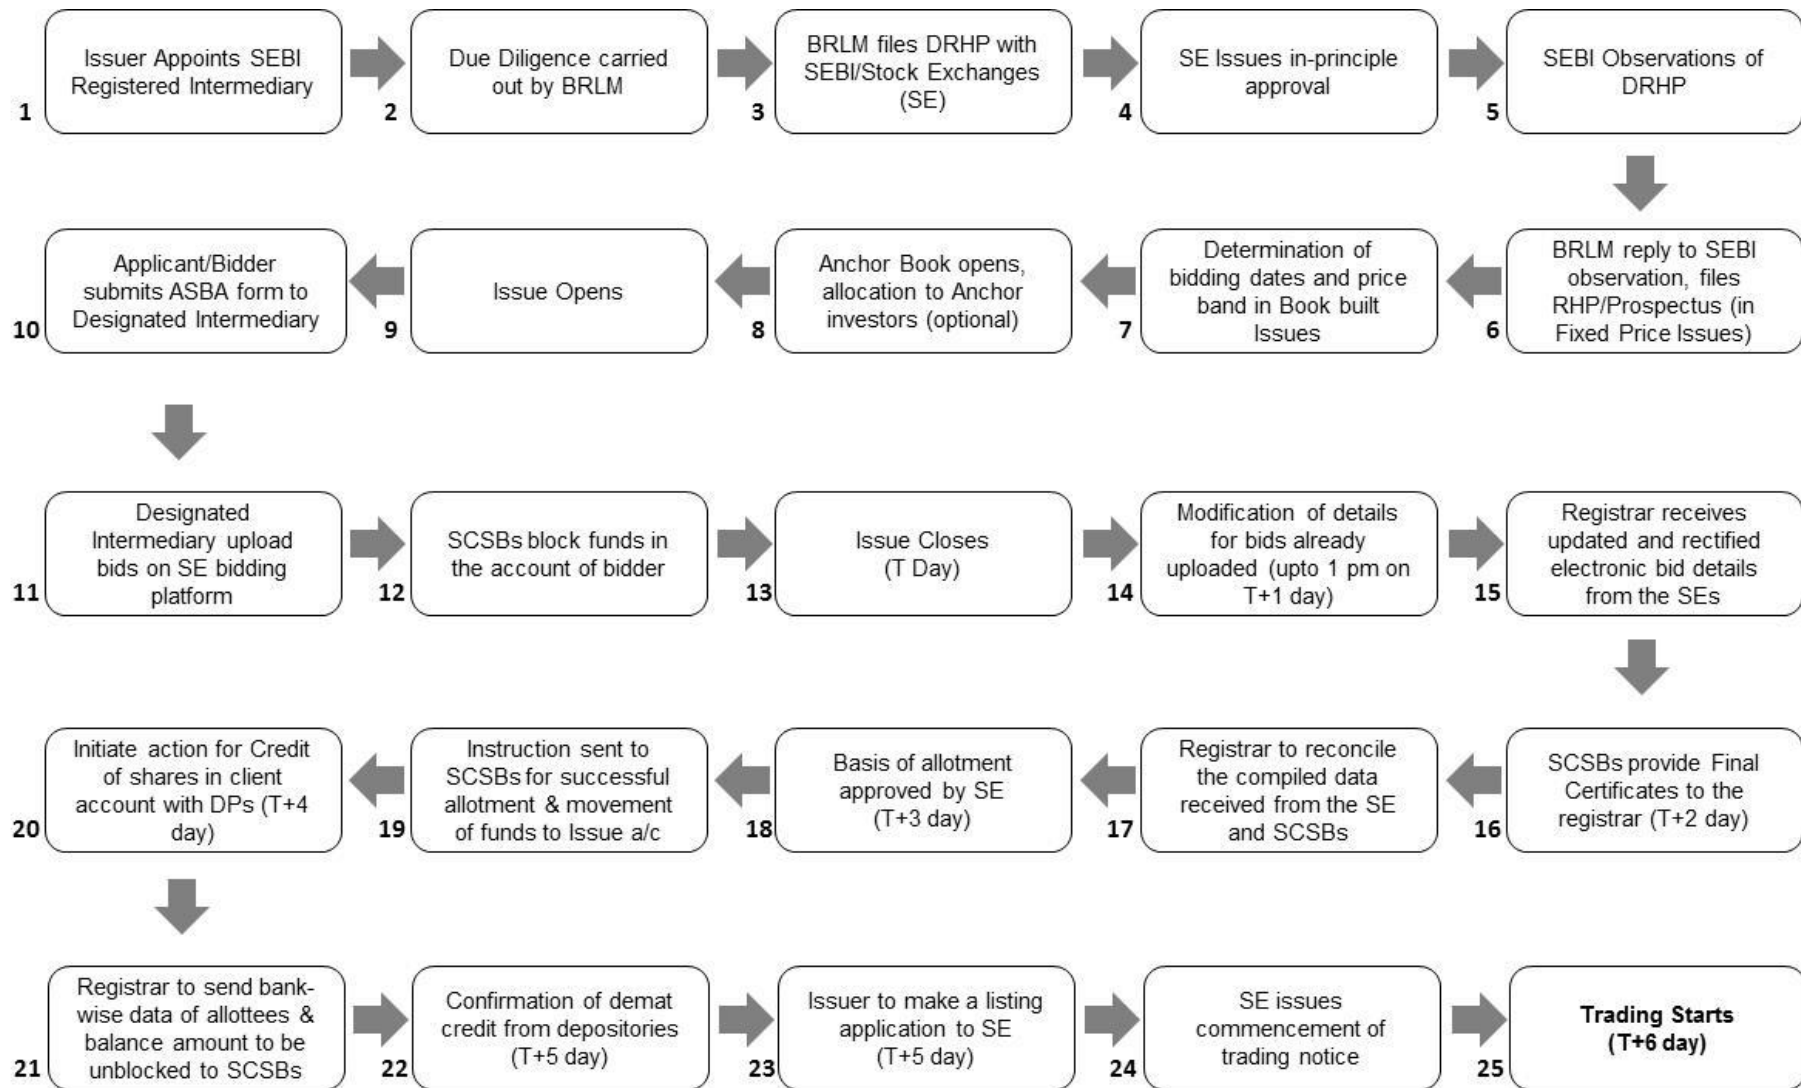 Issuer Appoints SEBI
Registered Intermediary
1
Due Diligence carried
out by BRLM
2
BRLM files DRHP with
SEBI/Stock Exchanges
(SE)
3
SE Issues in-principle
approval
4
SEBI Observations of
DRHP
5
BRLM reply to SEBI
observation, files
RHP/Prospectus (in
Fixed Price Issues)
6
Determination of
bidding dates and price
band in Book built
Issues
7
Anchor Book opens,
allocation to Anchor
investors (optional)
8
Issue Opens
9
Applicant/Bidder
submits ASBA form to
Designated Intermediary
10
Designated
Intermediary upload
bids on SE bidding
platform
11
SCSBs block funds in
the account of bidder
12
Issue Closes
(T Day)
13
Modification of details
for bids already
uploaded (upto 1 pm on
T+1 day)
14
Registrar receives
updated and rectified
electronic bid details
from the SEs
15
SCSBs provide Final
Certificates to the
registrar (T+2 day)
16
Registrar to reconcile
the compiled data
received from the SE
and SCSBs
17
Basis of allotment
approved by SE
(T+3 day)
18
Instruction sent to
SCSBs for successful
allotment & movement
of funds to Issue a/c
19
Initiate action for Credit
of shares in client
account with DPs (T+4
day)
20
Registrar to send bank-
wise data of allottees &
balance amount to be
unblocked to SCSBs
21
Confirmation of demat
credit from depositories
(T+5 day)
22
Issuer to make a listing
application to SE
(T+5 day)
23
SE issues
commencement of
trading notice
24
Trading Starts
(T+6 day)
25